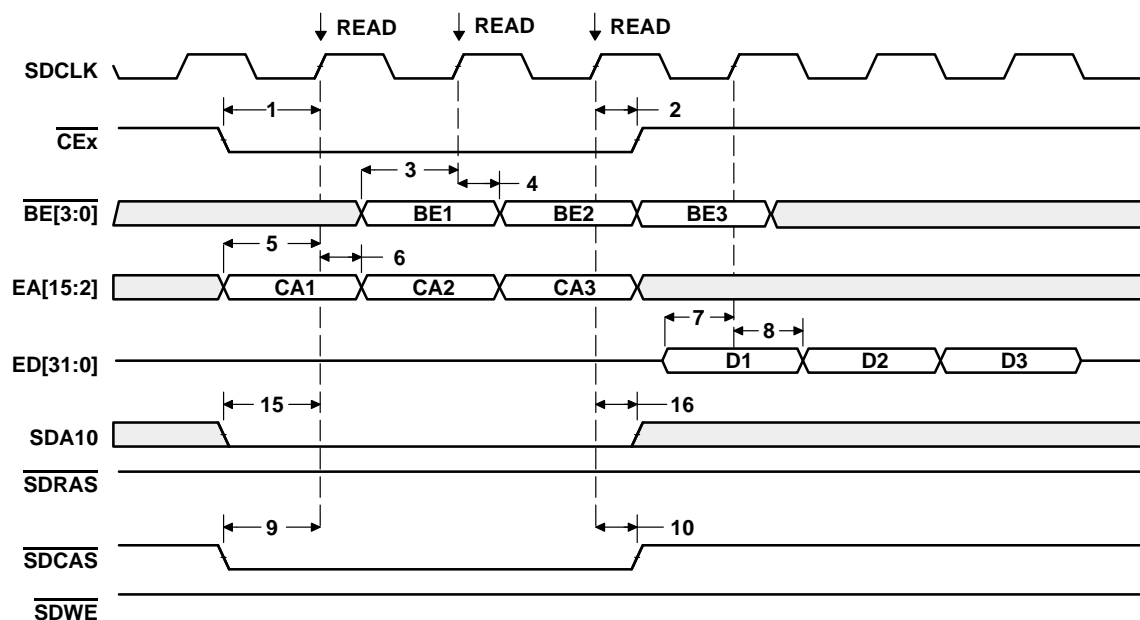 READ READ READ
SDCLK
1 2
CEx
3 4
BE[3:0] BE1 BE2 BE3
5 6
EA[15:2] CA1 CA2 CA3
7 8
ED[31:0] D1 D2 D3
15 16
SDA10
SDRAS
9 10
SDCAS
SDWE